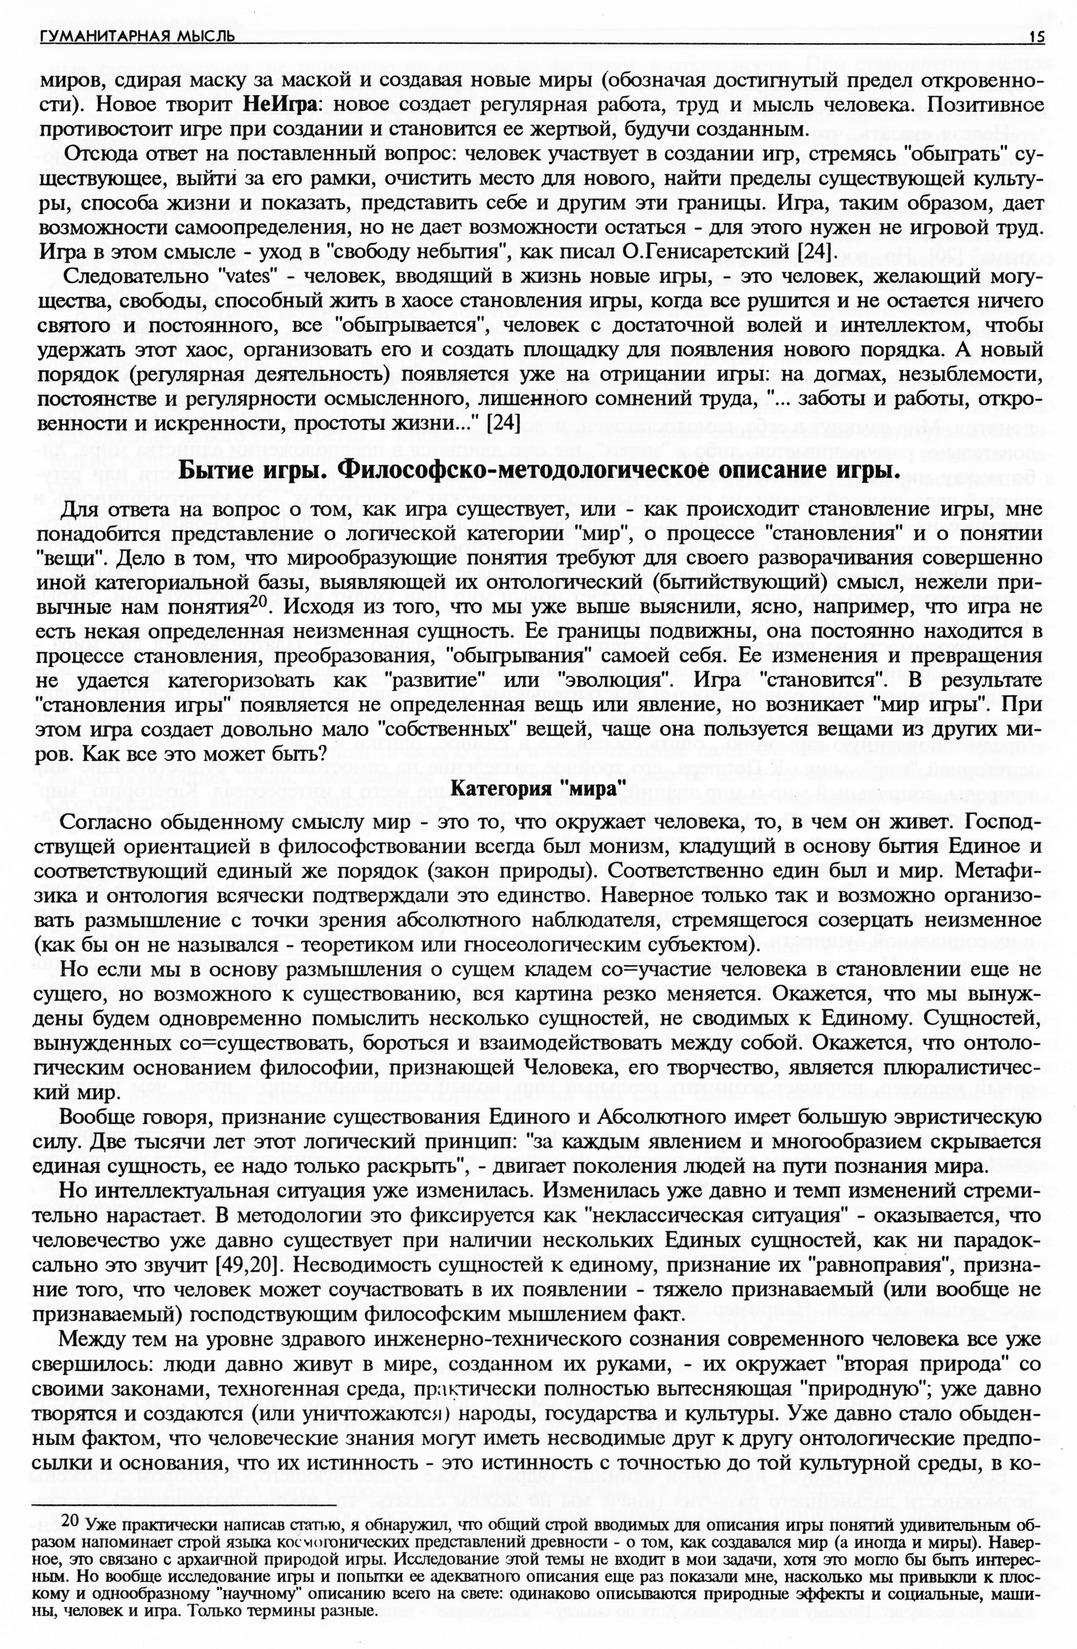 ГУМАНИТАРНАЯ МЫСЛЬ 15
миров, сдирая маску за маской и создавая новые миры (обозначая достигнутый предел откровенно-
сти). Новое творит НеИгра: новое создает регулярная работа, труд и мысль человека. Позитивное
противостоит игре при создании и становится ее жертвой, будучи созданным.
Отсюда ответ на поставленный вопрос: человек участвует в создании игр, стремясь "обыграть" су-
ществующее, выйти за его рамки, очистить место для нового, найти пределы существующей культу-
ры, способа жизни и показать, представить себе и другим эти границы. Игра, таким образом, дает
возможности самоопределения, но не дает возможности остаться - для этого нужен не игровой труд.
Игра в этом смысле - уход в "свободу небытия", как писал О.Генисаретский [24].
Следовательно "vates" - человек, вводящий в жизнь новые игры, - это человек, желающий могу-
щества, свободы, способный жить в хаосе становления игры, когда все рушится и не остается ничего
святого и постоянного, все "обыгрывается", человек с достаточной волей и интеллектом, чтобы
удержать этот хаос, организовать его и создать площадку для появления нового порядка. А новый
порядок (регулярная деятельность) появляется уже на отрицании игры: на догмах, незыблемости,
постоянстве и регулярности осмысленного, лишенного сомнений труда, "... заботы и работы, откро-
венности и искренности, простоты жизни..." [24]
Бытие игры. Философско-методологическое описание игры.
Для ответа на вопрос о том, как игра существует, или - как происходит становление игры, мне
понадобится представление о логической категории "мир", о процессе "становления" и о понятии
"вещи". Дело в том, что мирообразующие понятия требуют для своего разворачивания совершенно
иной категориальной базы, выявляющей их онтологический (бытийствующий) смысл, нежели при-
вычные нам понятия20. Исходя из того, что мы уже выше выяснили, ясно, например, что игра не
есть некая определенная неизменная сущность. Ее границы подвижны, она постоянно находится в
процессе становления, преобразования, "обыгрывания" самоей себя. Ее изменения и превращения
не удается категоризовать как "развитие" или "эволюция". Игра "становится". В результате
"становления игры" появляется не определенная вещь или явление, но возникает "мир игры". При
этом игра создает довольно мало "собственных" вещей, чаще она пользуется вещами из других ми-
ров. Как все это может быть?
Категория "мира"
Согласно обыденному смыслу мир - это то, что окружает человека, то, в чем он живет. Господ-
ствущей ориентацией в философствовании всегда был монизм, кладущий в основу бытия Единое и
соответствующий единый же порядок (закон природы). Соответственно един был и мир. Метафи-
зика и онтология всячески подтверждали это единство. Наверное только так и возможно организо-
вать размышление с точки зрения абсолютного наблюдателя, стремящегося созерцать неизменное
(как бы он не назывался - теоретиком или гносеологическим субъектом).
Но если мы в основу размышления о сущем кладем со=участие человека в становлении еще не
сущего, но возможного к существованию, вся картина резко меняется. Окажется, что мы вынуж-
дены будем одновременно помыслить несколько сущностей, не сводимых к Единому. Сущностей,
вынужденных со=существовать, бороться и взаимодействовать между собой. Окажется, что онтоло-
гическим основанием философии, признающей Человека, его творчество, является плюралистичес-
кий мир.
Вообще говоря, признание существования Единого и Абсолютного имеет большую эвристическую
силу. Две тысячи лет этот логический принцип: "за каждым явлением и многообразием скрывается
единая сущность, ее надо только раскрыть", - двигает поколения людей на пути познания мира.
Но интеллектуальная ситуация уже изменилась. Изменилась уже давно и темп изменений стреми-
тельно нарастает. В методологии это фиксируется как "неклассическая ситуация" - оказывается, что
человечество уже давно существует при наличии нескольких Единых сущностей, как ни парадок-
сально это звучит [49,20]. Несводимость сущностей к единому, признание их "равноправия", призна-
ние того, что человек может соучаствовать в их появлении - тяжело признаваемый (или вообще не
признаваемый) господствующим философским мышлением факт.
Между тем на уровне здравого инженерно-технического сознания современного человека все уже
свершилось: люди давно живут в мире, созданном их руками, - их окружает "вторая природа" со
своими законами, техногенная среда, практически полностью вытесняющая "природную"; уже давно
творятся и создаются (или уничтожаются) народы, государства и культуры. Уже давно стало обыден-
ным фактом, что человеческие знания могут иметь несводимые друг к другу онтологические предпо-
сылки и основания, что их истинность - это истинность с точностью до той культурной среды, в ко-
20 Уже практически написав статью, я обнаружил, что общий строй вводимых для описания игры понятий удивительным об-
разом напоминает строй языка космогонических представлений древности - о том, как создавался мир (а иногда и миры). Навер-
ное, это связано с архаичной природой игры. Исследование этой темы не входит в мои задачи, хотя это могло бы быть интерес-
ным. Но вообще исследование игры и попытки ее адекватного описания еще раз показали мне, насколько мы привыкли к плос-
кому и однообразному "научному" описанию всего на свете: одинаково описываются природные эффекты и социальные, маши-
ны, человек и игра. Только термины разные.